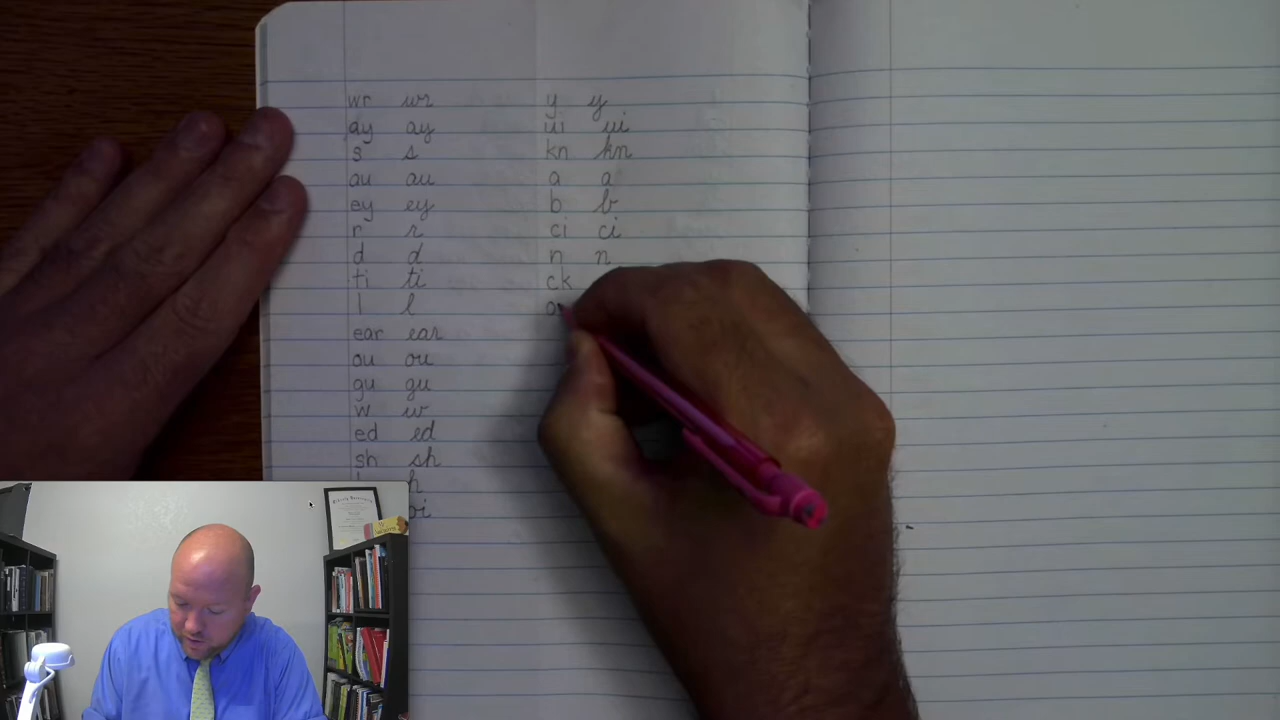 wr wr
ay ay
s s
au au
ey ey
r r
d d
ti ti
l l
ear ear
ou ou
gu gu
w w
ed ed
sh sh
h
oi
y y
ui ui
kn kn
a a
b b
ci ci
n n
ck